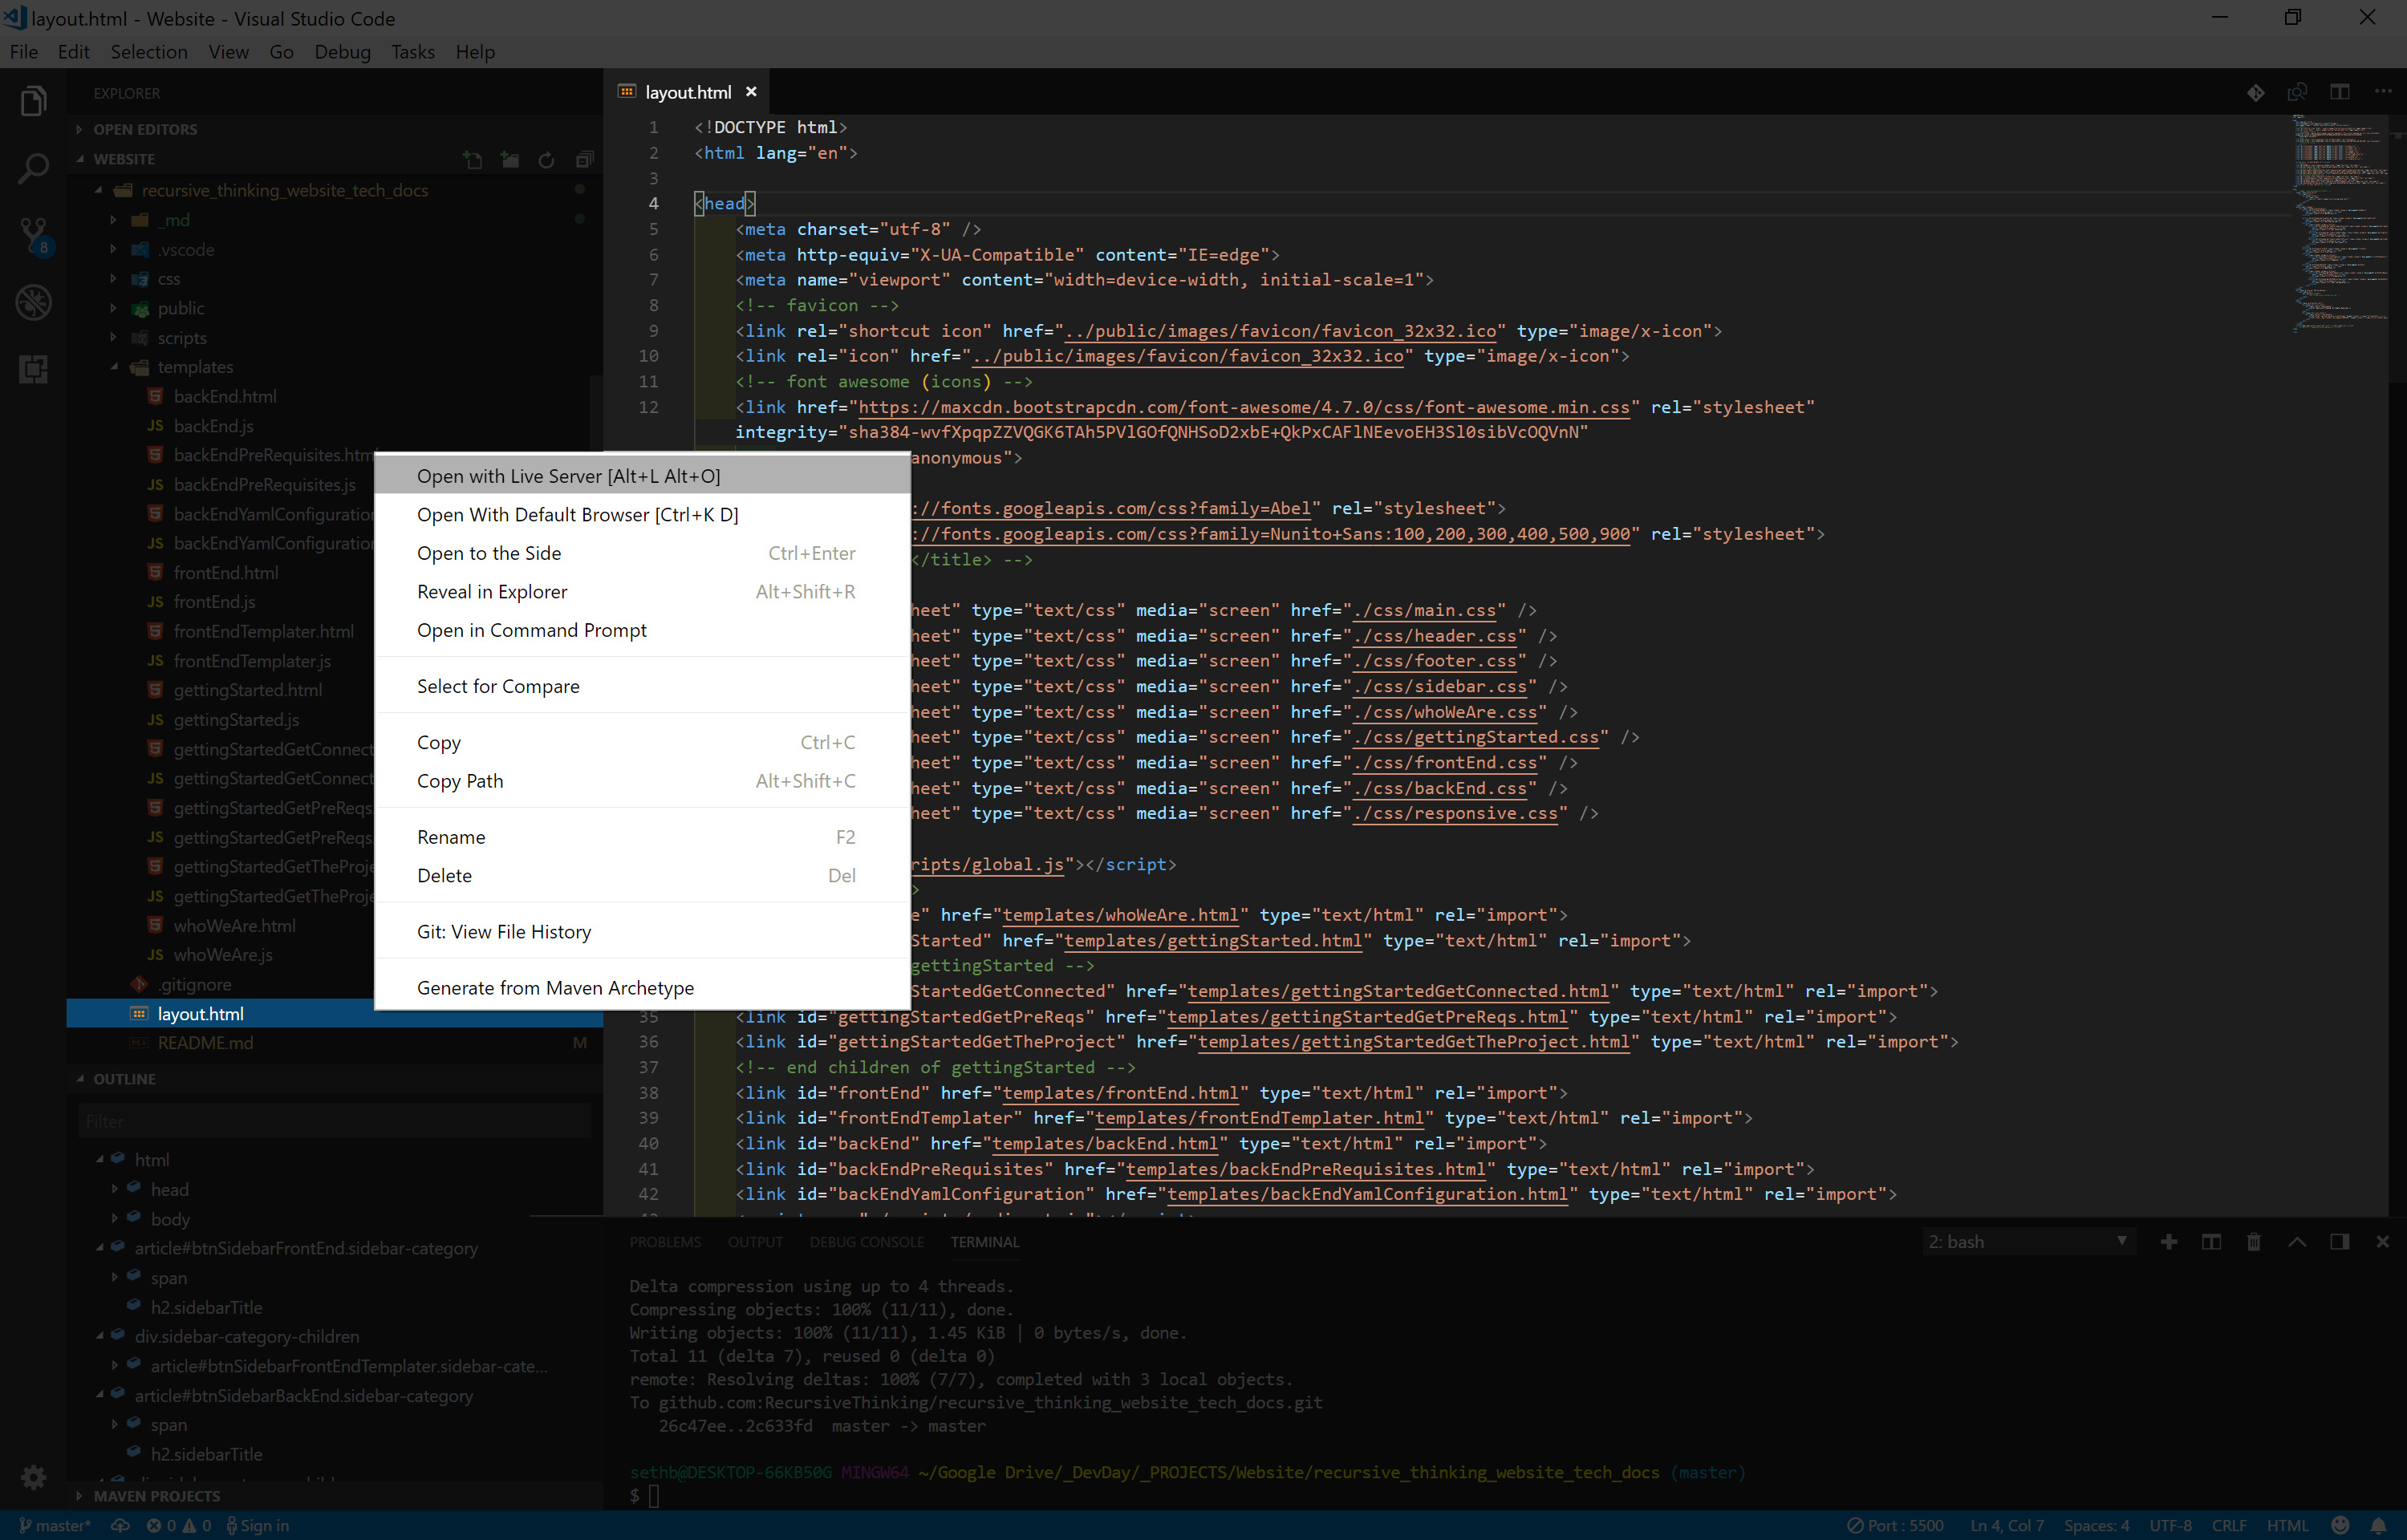 layout.html - Website - Visual Studio Code
File Edit Selection View Go Debug Tasks Help
EXPLORER
OPEN EDITORS
WEBSITE
recursive_thinking_website_tech_docs
_md
.vscode
css
public
scripts
templates
backEnd.html
JS backEnd.js
backEndPreRequisites.htm
JS backEndPreRequisites.js
backEndYamlConfiguration
JS backEndYamlConfiguration
frontEnd.html
JS frontEnd.js
frontEndTemplater.html
JS frontEndTemplater.js
gettingStarted.html
JS gettingStarted.js
gettingStartedGetConnect
JS gettingStartedGetConnect
gettingStartedGetPreReqs.
JS gettingStartedGetPreReqs.
gettingStartedGetTheProje
JS gettingStartedGetTheProje
whoWeAre.html
JS whoWeAre.js
.gitignore
layout.html
README.md M
8
OUTLINE
Filter
html
head
body
article#btnSidebarFrontEnd.sidebar-category
span
h2.sidebarTitle
div.sidebar-category-children
article#btnSidebarFrontEndTemplater.sidebar-cate...
article#btnSidebarBackEnd.sidebar-category
span
h2.sidebarTitle
MAVEN PROJECTS
Open with Live Server [Alt+L Alt+O]
Open With Default Browser [Ctrl+K D]
Open to the Side Ctrl+Enter
Reveal in Explorer Alt+Shift+R
Open in Command Prompt
Select for Compare
Copy Ctrl+C
Copy Path Alt+Shift+C
Rename F2
Delete Del
Git: View File History
Generate from Maven Archetype
layout.html
1 <!DOCTYPE html>
2 <html lang="en">
3
4 <head>
5 <meta charset="utf-8" />
6 <meta http-equiv="X-UA-Compatible" content="IE=edge">
7 <meta name="viewport" content="width=device-width, initial-scale=1">
8 <!-- favicon -->
9 <link rel="shortcut icon" href="../public/images/favicon/favicon_32x32.ico" type="image/x-icon">
10 <link rel="icon" href="../public/images/favicon/favicon_32x32.ico" type="image/x-icon">
11 <!-- font awesome (icons) -->
12 <link href="https://maxcdn.bootstrapcdn.com/font-awesome/4.7.0/css/font-awesome.min.css" rel="stylesheet"
integrity="sha384-wvfXpqpZZVQGK6TAh5PVlGOfQNHSoD2xbE+QkPxCAFlNEevoEH3Sl0sibVcOQVnN"
anonymous">
://fonts.googleapis.com/css?family=Abel" rel="stylesheet">
://fonts.googleapis.com/css?family=Nunito+Sans:100,200,300,400,500,900" rel="stylesheet">
</title> -->
heet" type="text/css" media="screen" href="./css/main.css" />
heet" type="text/css" media="screen" href="./css/header.css" />
heet" type="text/css" media="screen" href="./css/footer.css" />
heet" type="text/css" media="screen" href="./css/sidebar.css" />
heet" type="text/css" media="screen" href="./css/whoWeAre.css" />
heet" type="text/css" media="screen" href="./css/gettingStarted.css" />
heet" type="text/css" media="screen" href="./css/frontEnd.css" />
heet" type="text/css" media="screen" href="./css/backEnd.css" />
heet" type="text/css" media="screen" href="./css/responsive.css" />
ripts/global.js"></script>
>
e" href="templates/whoWeAre.html" type="text/html" rel="import">
Started" href="templates/gettingStarted.html" type="text/html" rel="import">
gettingStarted -->
StartedGetConnected" href="templates/gettingStartedGetConnected.html" type="text/html" rel="import">
35 <link id="gettingStartedGetPreReqs" href="templates/gettingStartedGetPreReqs.html" type="text/html" rel="import">
36 <link id="gettingStartedGetTheProject" href="templates/gettingStartedGetTheProject.html" type="text/html" rel="import">
37 <!-- end children of gettingStarted -->
38 <link id="frontEnd" href="templates/frontEnd.html" type="text/html" rel="import">
39 <link id="frontEndTemplater" href="templates/frontEndTemplater.html" type="text/html" rel="import">
40 <link id="backEnd" href="templates/backEnd.html" type="text/html" rel="import">
41 <link id="backEndPreRequisites" href="templates/backEndPreRequisites.html" type="text/html" rel="import">
42 <link id="backEndYamlConfiguration" href="templates/backEndYamlConfiguration.html" type="text/html" rel="import">
PROBLEMS OUTPUT DEBUG CONSOLE TERMINAL 2: bash
Delta compression using up to 4 threads.
Compressing objects: 100% (11/11), done.
Writing objects: 100% (11/11), 1.45 KiB | 0 bytes/s, done.
Total 11 (delta 7), reused 0 (delta 0)
remote: Resolving deltas: 100% (7/7), completed with 3 local objects.
To github.com:RecursiveThinking/recursive_thinking_website_tech_docs.git
26c47ee..2c633fd master -> master
sethb@DESKTOP-66KB50G MINGW64 ~/Google Drive/_DevDay/_PROJECTS/Website/recursive_thinking_website_tech_docs (master)
$
master* 0 0 Sign in Port : 5500 Ln 4, Col 7 Spaces: 4 UTF-8 CRLF HTML